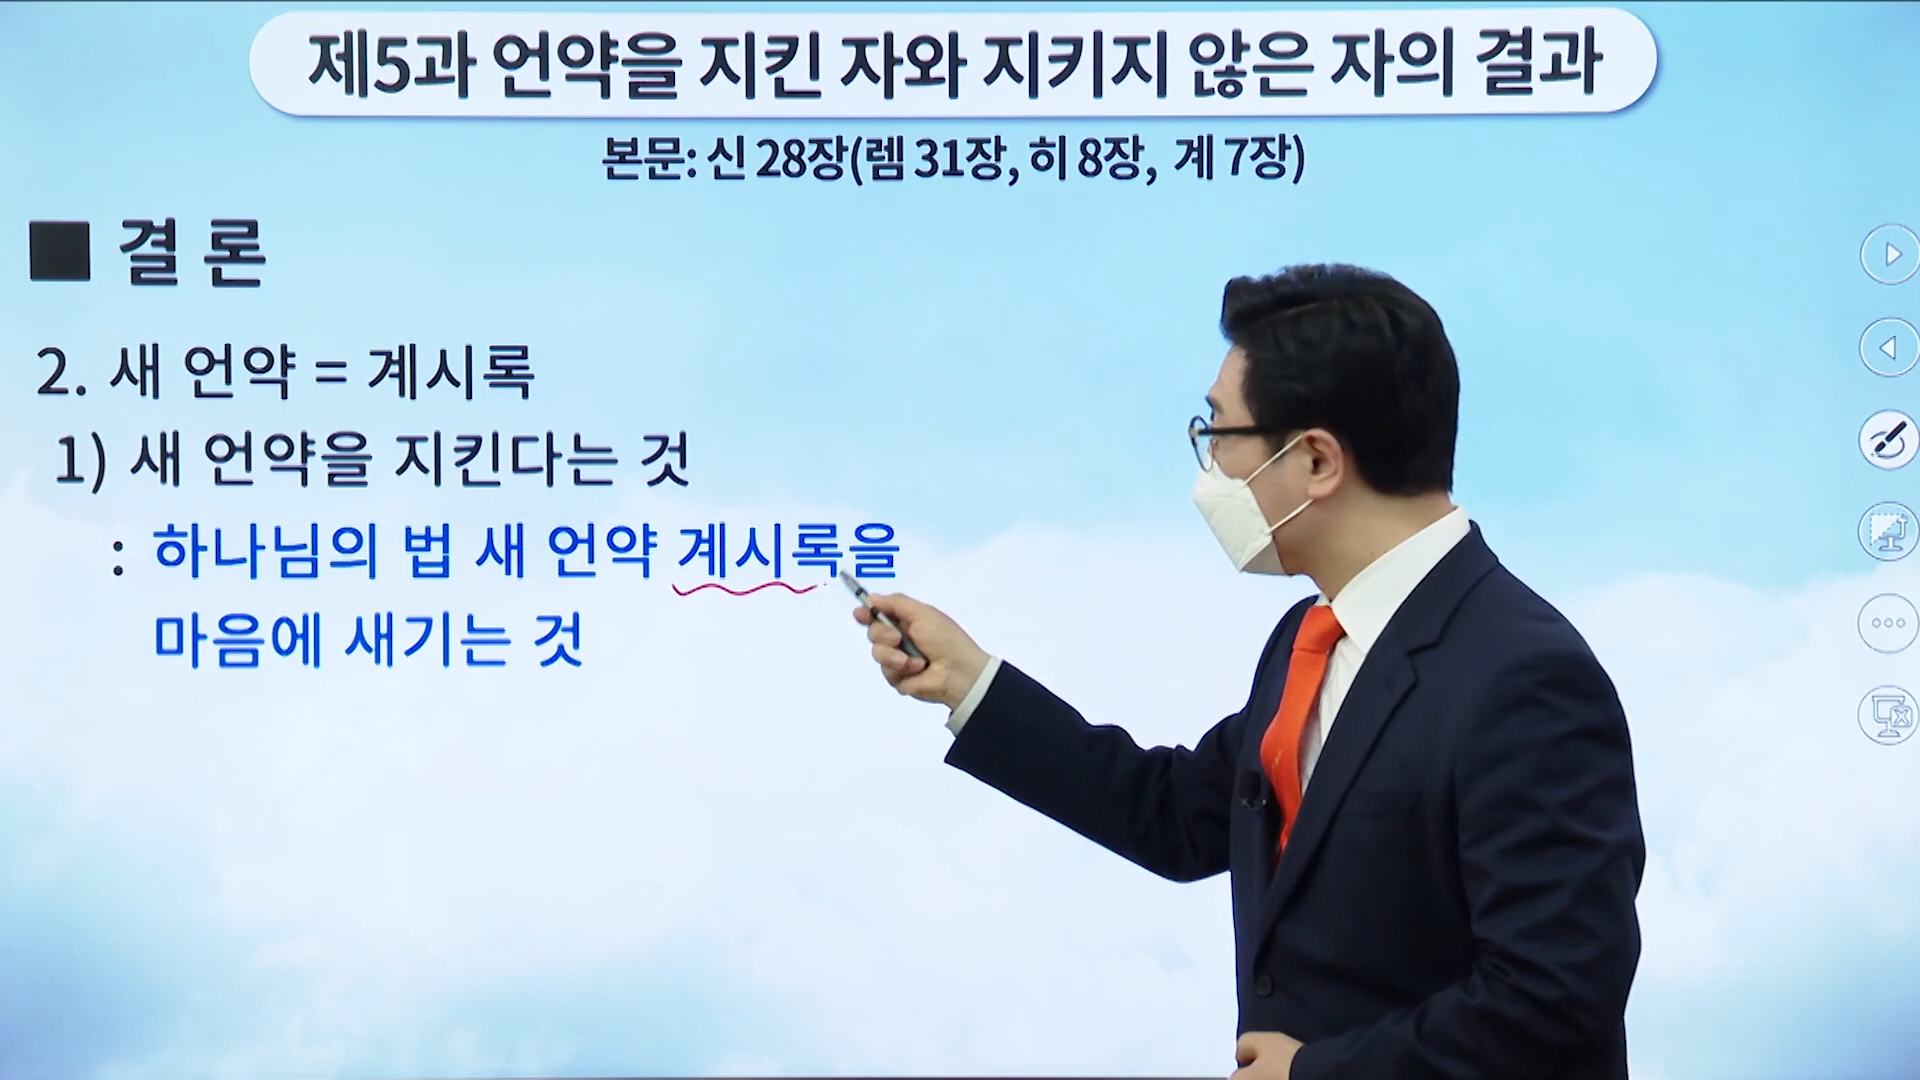 제5과 언약을 지킨 자와 지키지 않은 자의 결과
본문: 신 28장(렘 31장, 히 8장, 계 7장)
■ 결 론
2. 새 언약 = 계시록
1) 새 언약을 지킨다는 것
: 하나님의 법 새 언약 계시록을
마음에 새기는 것